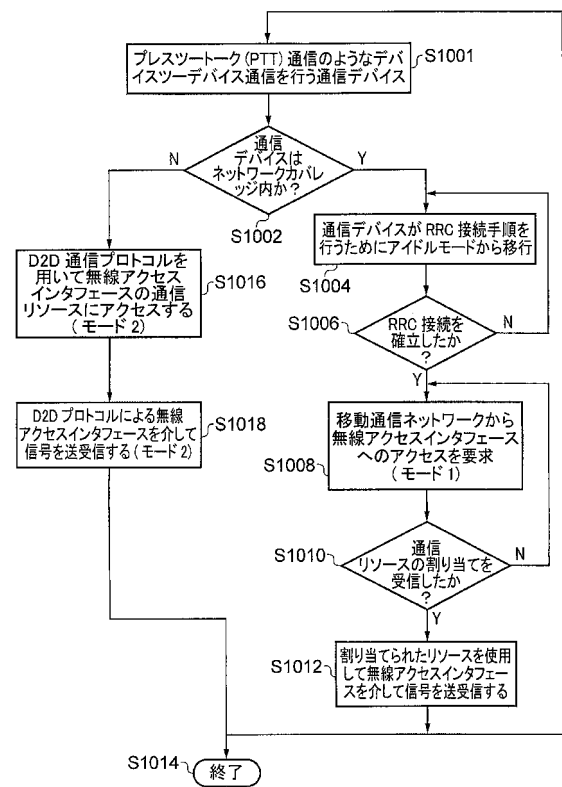 プレスツートーク(PTT)通信のようなデバ
イスツーデバイス通信を行う通信デバイス
S1001
通信
デバイスは
ネットワークカバレ
ッジ内か?
N
Y
S1002
D2D 通信プロトコルを
用いて無線アクセス
インタフェースの通信
リソースにアクセスする
(モード2)
S1016
通信デバイスが RRC 接続手順を
行うためにアイドルモードから移行
S1004
S1006
RRC 接続を
確立したか
?
N
Y
D2D プロトコルによる無線
アクセスインタフェースを介して
信号を送受信する(モード2)
S1018
移動通信ネットワークから
無線アクセスインタフェース
へのアクセスを要求
(モード1)
S1008
S1010
通信
リソースの割り当てを
受信したか
?
N
Y
S1012
割り当てられたリソースを使用
して無線アクセスインタフェー
スを介して信号を送受信する
S1014
終了